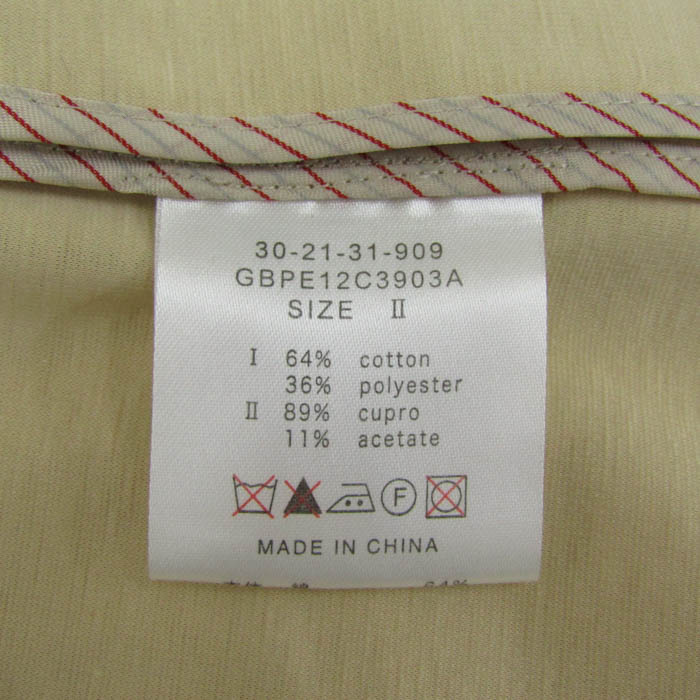 30-21-31-909
GBPE12C3903A
SIZE Ⅱ
Ⅰ 64% cotton
36% polyester
Ⅱ 89% cupro
11% acetate
F
MADE IN CHINA
64%